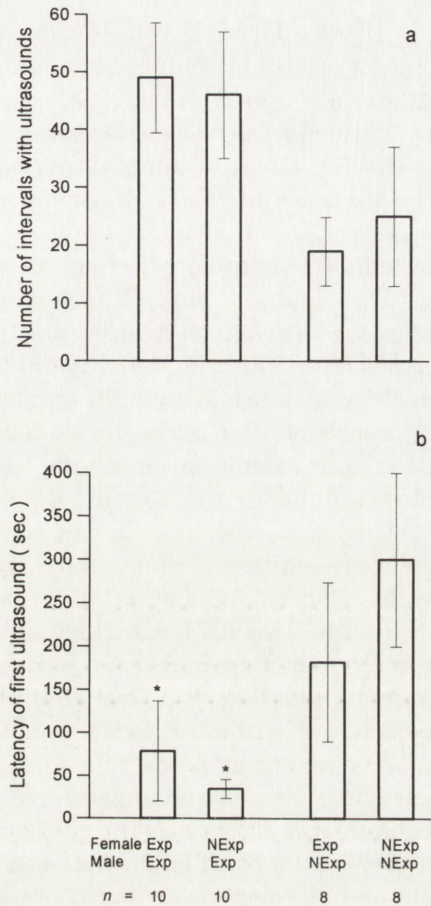 a
Number of intervals with ultrasounds
60
50
40
30
20
10
0
b
Latency of first ultrasound ( sec)
400
350
300
250
200
150
100
50
0
*
*
Female Exp NExp Exp NExp
Male Exp Exp NExp NExp
n = 10 10 8 8